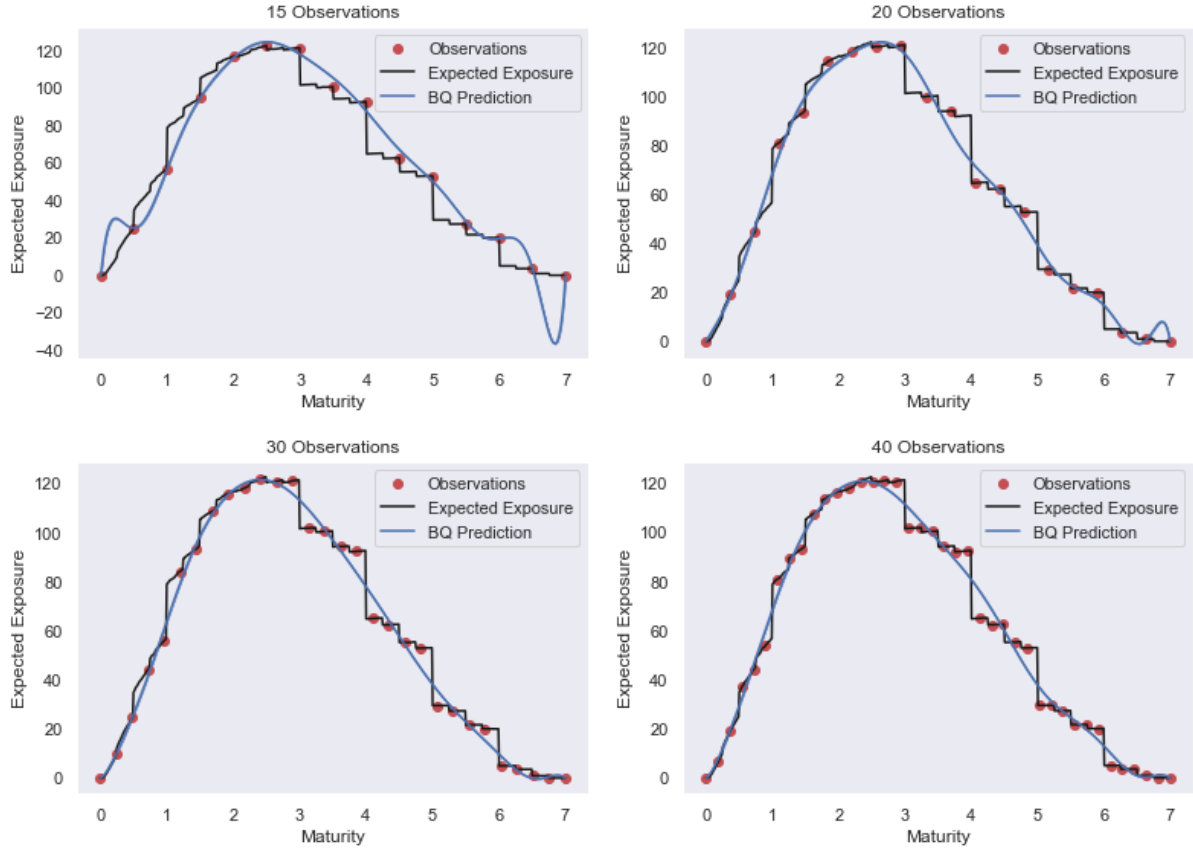 15 Observations
Expected Exposure
120
100
80
60
40
20
0
−20
−40
Observations
Expected Exposure
BQ Prediction
0 1 2 3 4 5 6 7
Maturity
20 Observations
Expected Exposure
120
100
80
60
40
20
0
Observations
Expected Exposure
BQ Prediction
0 1 2 3 4 5 6 7
Maturity
30 Observations
Expected Exposure
120
100
80
60
40
20
0
Observations
Expected Exposure
BQ Prediction
0 1 2 3 4 5 6 7
Maturity
40 Observations
Expected Exposure
120
100
80
60
40
20
0
Observations
Expected Exposure
BQ Prediction
0 1 2 3 4 5 6 7
Maturity